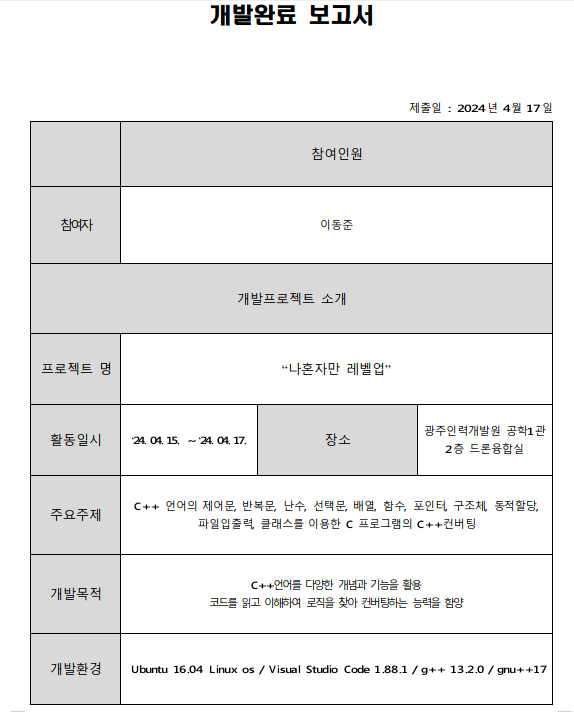 개발완료 보고서
제출일 : 2024년 4월 17일
참여인원
참여자
이동준
개발프로젝트 소개
프로젝트 명
“나혼자만 레벨업”
활동일시
'24. 04. 15. ~ '24. 04. 17.
장소
광주인력개발원 공학1관
2층 드론융합실
주요주제
C++ 언어의 제어문, 반복문, 난수, 선택문, 배열, 함수, 포인터, 구조체, 동적할당,
파일입출력, 클래스를 이용한 C 프로그램의 C++컨버팅
개발목적
C++언어를 다양한 개념과 기능을 활용
코드를 읽고 이해하여 로직을 찾아 컨버팅하는 능력을 함양
개발환경
Ubuntu 16.04 Linux os / Visual Studio Code 1.88.1 / g++ 13.2.0 / gnu++17